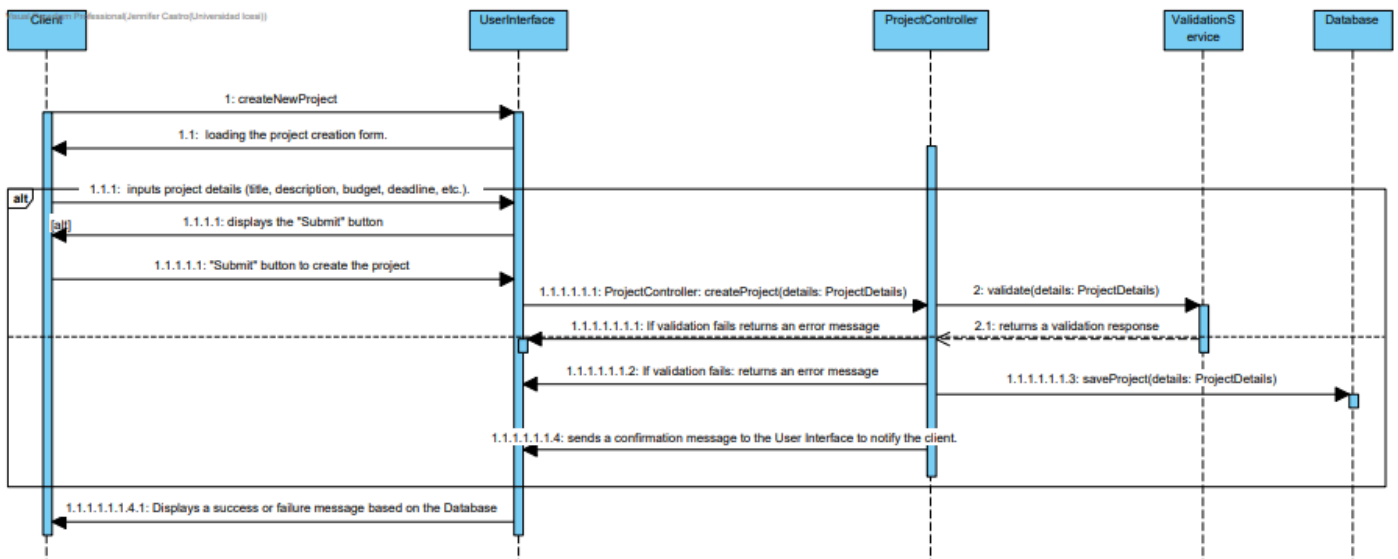 Visual Paradigm Professional(Jennifer Castro(Universidad Icesi))
Client
UserInterface
ProjectController
ValidationS
ervice
Database
1: createNewProject
1.1: loading the project creation form.
alt
1.1.1: inputs project details (title, description, budget, deadline, etc.).
[alt]
1.1.1.1: displays the "Submit" button
1.1.1.1.1: "Submit" button to create the project
1.1.1.1.1.1: ProjectController: createProject(details: ProjectDetails)
2: validate(details: ProjectDetails)
1.1.1.1.1.1.1: If validation fails returns an error message
2.1: returns a validation response
1.1.1.1.1.1.2: If validation fails: returns an error message
1.1.1.1.1.1.3: saveProject(details: ProjectDetails)
1.1.1.1.1.1.4: sends a confirmation message to the User Interface to notify the client.
1.1.1.1.1.1.4.1: Displays a success or failure message based on the Database